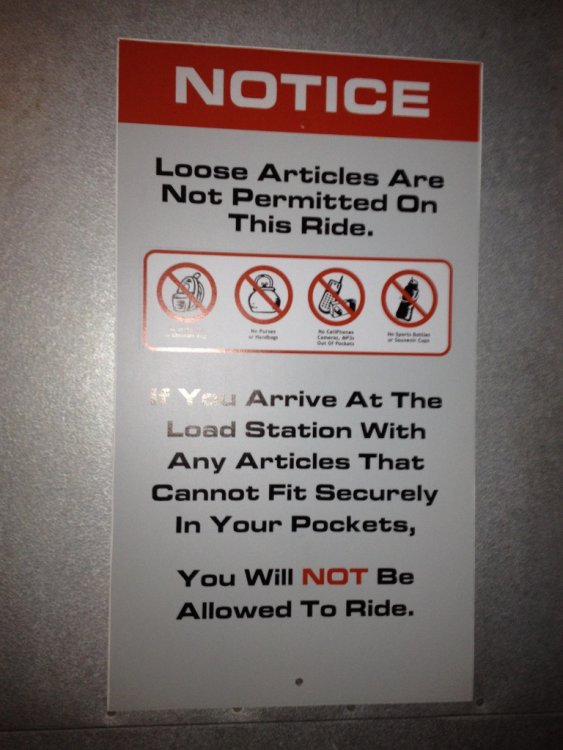 NOTICE
Loose Articles Are
Not Permitted On
This Ride.
No Purses
or Handbags
No CellPhones
Cameras, MP3s
Out Of Pockets
No Sports Bottles
or Souvenir Cups
If You Arrive At The
Load Station With
Any Articles That
Cannot Fit Securely
In Your Pockets,
You Will NOT Be
Allowed To Ride.